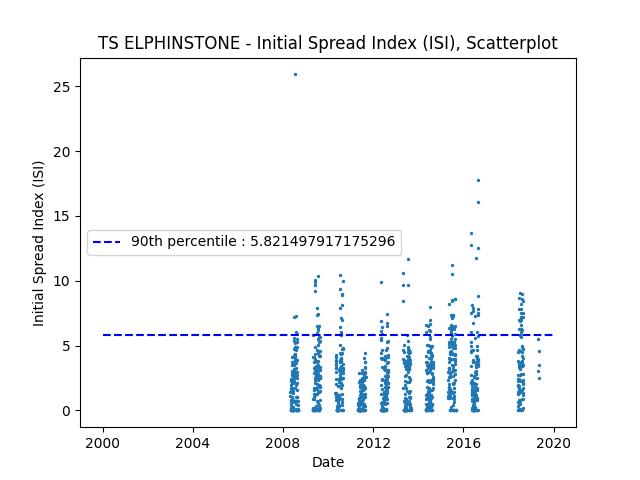 TS ELPHINSTONE - Initial Spread Index (ISI), Scatterplot
Initial Spread Index (ISI)
25
20
15
10
5
0
90th percentile : 5.821497917175296
2000 2004 2008 2012 2016 2020
Date